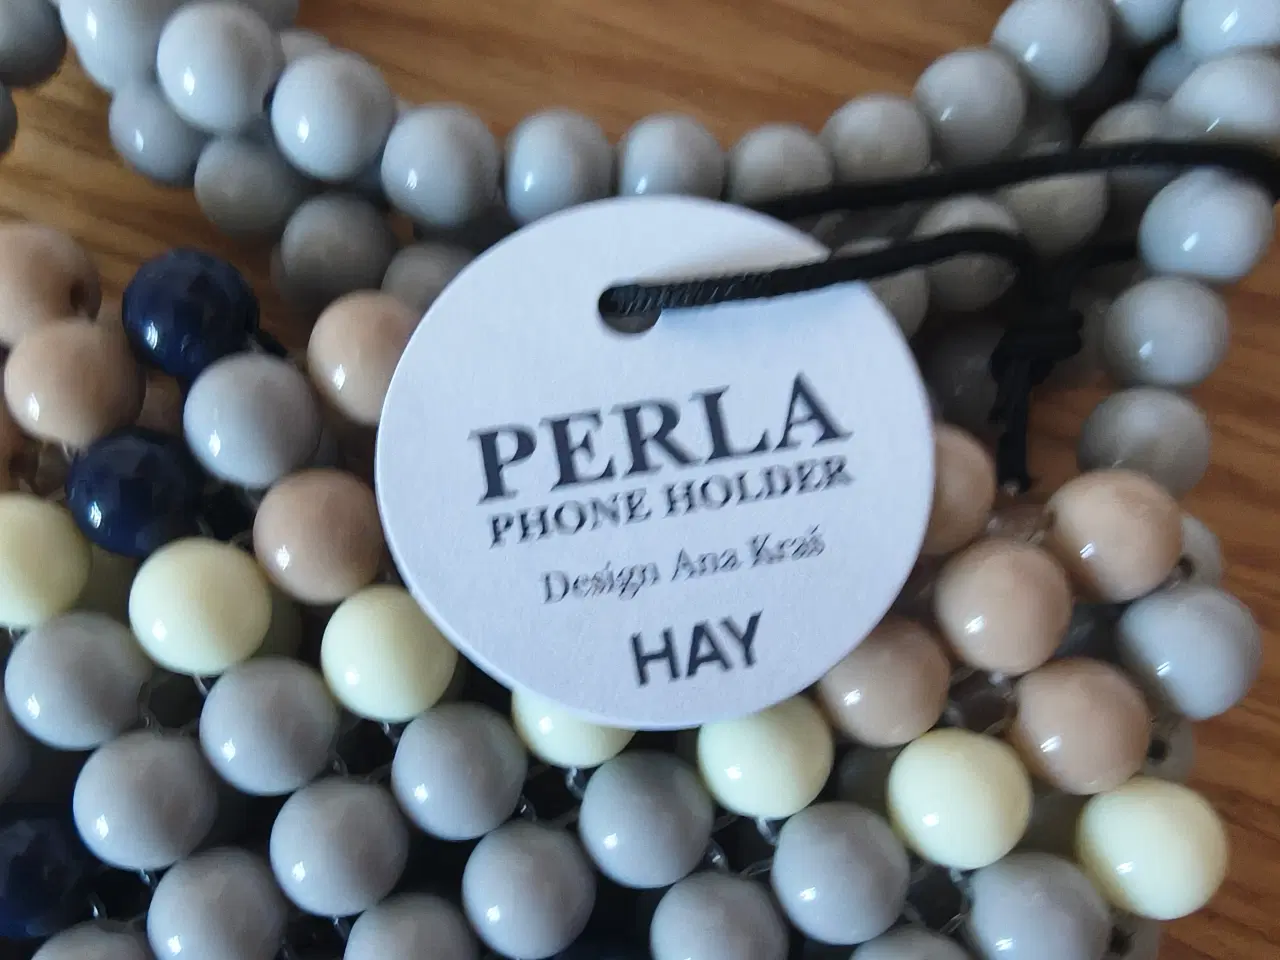 PERLA
PHONE HOLDER
Design Ana Kraš
HAY